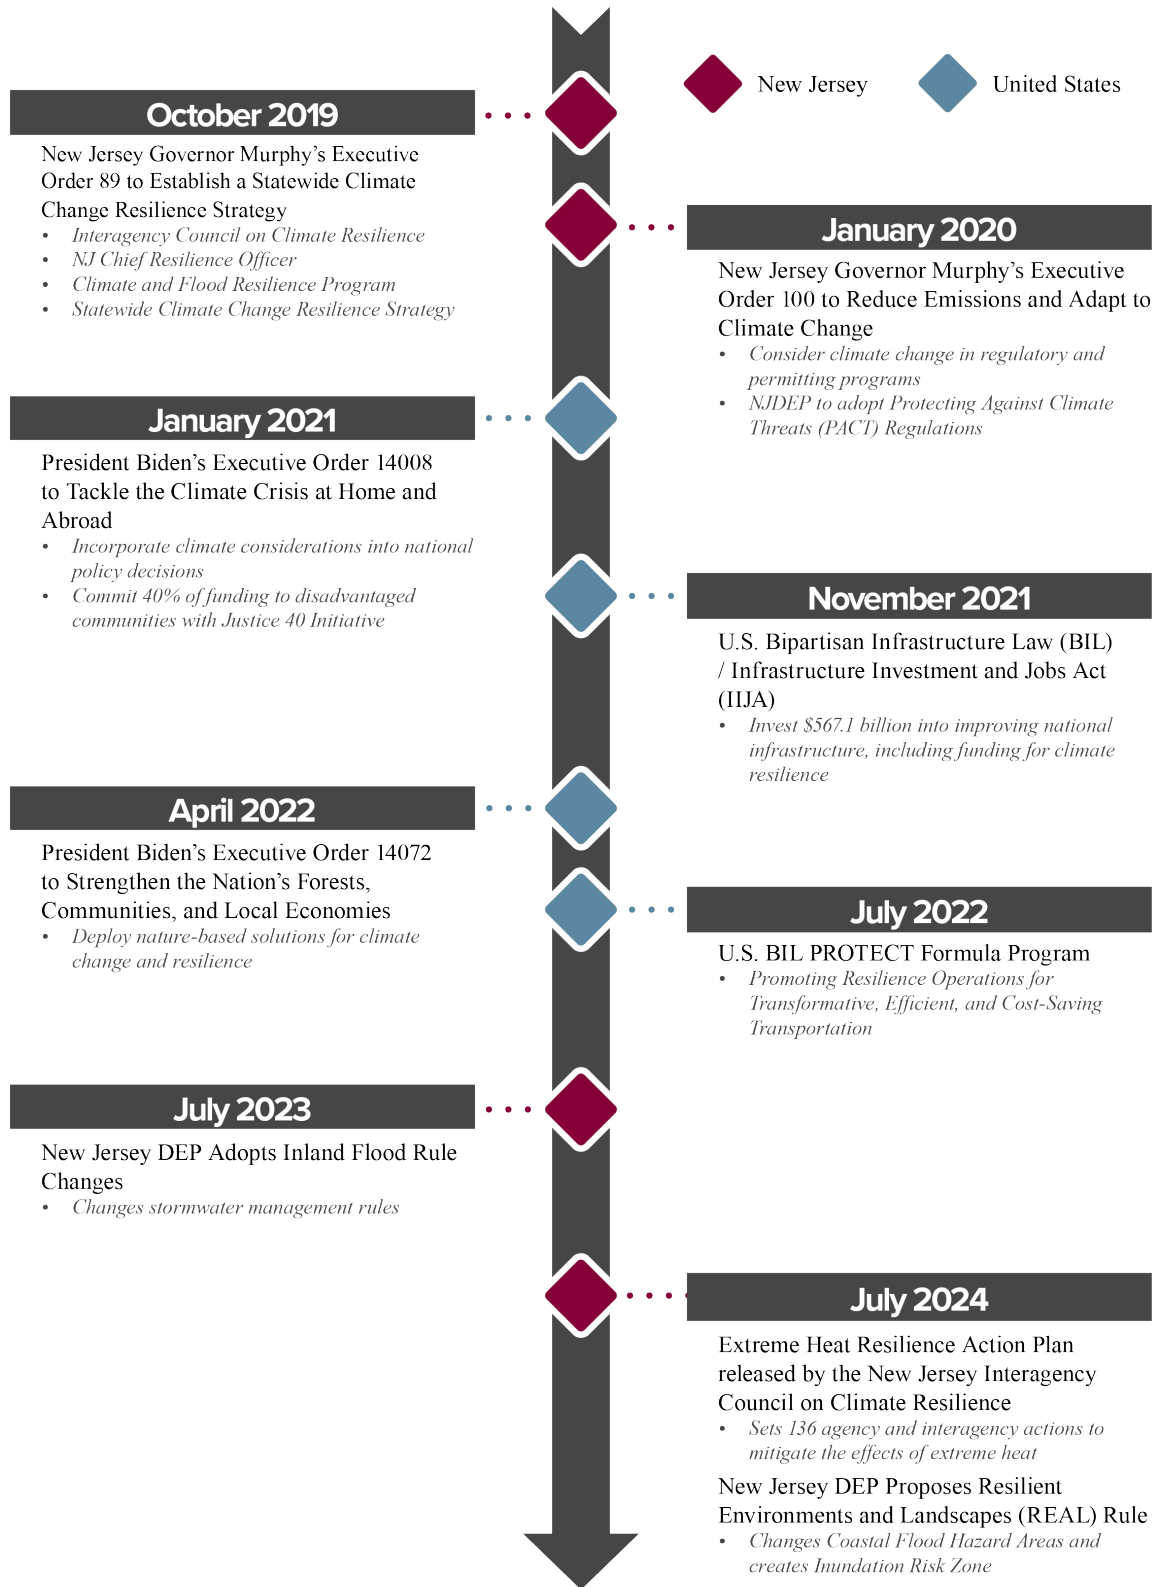 New Jersey
United States
October 2019
New Jersey Governor Murphy’s Executive
Order 89 to Establish a Statewide Climate
Change Resilience Strategy
• Interagency Council on Climate Resilience
• NJ Chief Resilience Officer
• Climate and Flood Resilience Program
• Statewide Climate Change Resilience Strategy
January 2020
New Jersey Governor Murphy’s Executive
Order 100 to Reduce Emissions and Adapt to
Climate Change
• Consider climate change in regulatory and
permitting programs
• NJDEP to adopt Protecting Against Climate
Threats (PACT) Regulations
January 2021
President Biden’s Executive Order 14008
to Tackle the Climate Crisis at Home and
Abroad
• Incorporate climate considerations into national
policy decisions
• Commit 40% of funding to disadvantaged
communities with Justice 40 Initiative
November 2021
U.S. Bipartisan Infrastructure Law (BIL)
/ Infrastructure Investment and Jobs Act
(IIJA)
• Invest $567.1 billion into improving national
infrastructure, including funding for climate
resilience
April 2022
President Biden’s Executive Order 14072
to Strengthen the Nation’s Forests,
Communities, and Local Economies
• Deploy nature-based solutions for climate
change and resilience
July 2022
U.S. BIL PROTECT Formula Program
• Promoting Resilience Operations for
Transformative, Efficient, and Cost-Saving
Transportation
July 2023
New Jersey DEP Adopts Inland Flood Rule
Changes
• Changes stormwater management rules
July 2024
Extreme Heat Resilience Action Plan
released by the New Jersey Interagency
Council on Climate Resilience
• Sets 136 agency and interagency actions to
mitigate the effects of extreme heat
New Jersey DEP Proposes Resilient
Environments and Landscapes (REAL) Rule
• Changes Coastal Flood Hazard Areas and
creates Inundation Risk Zone